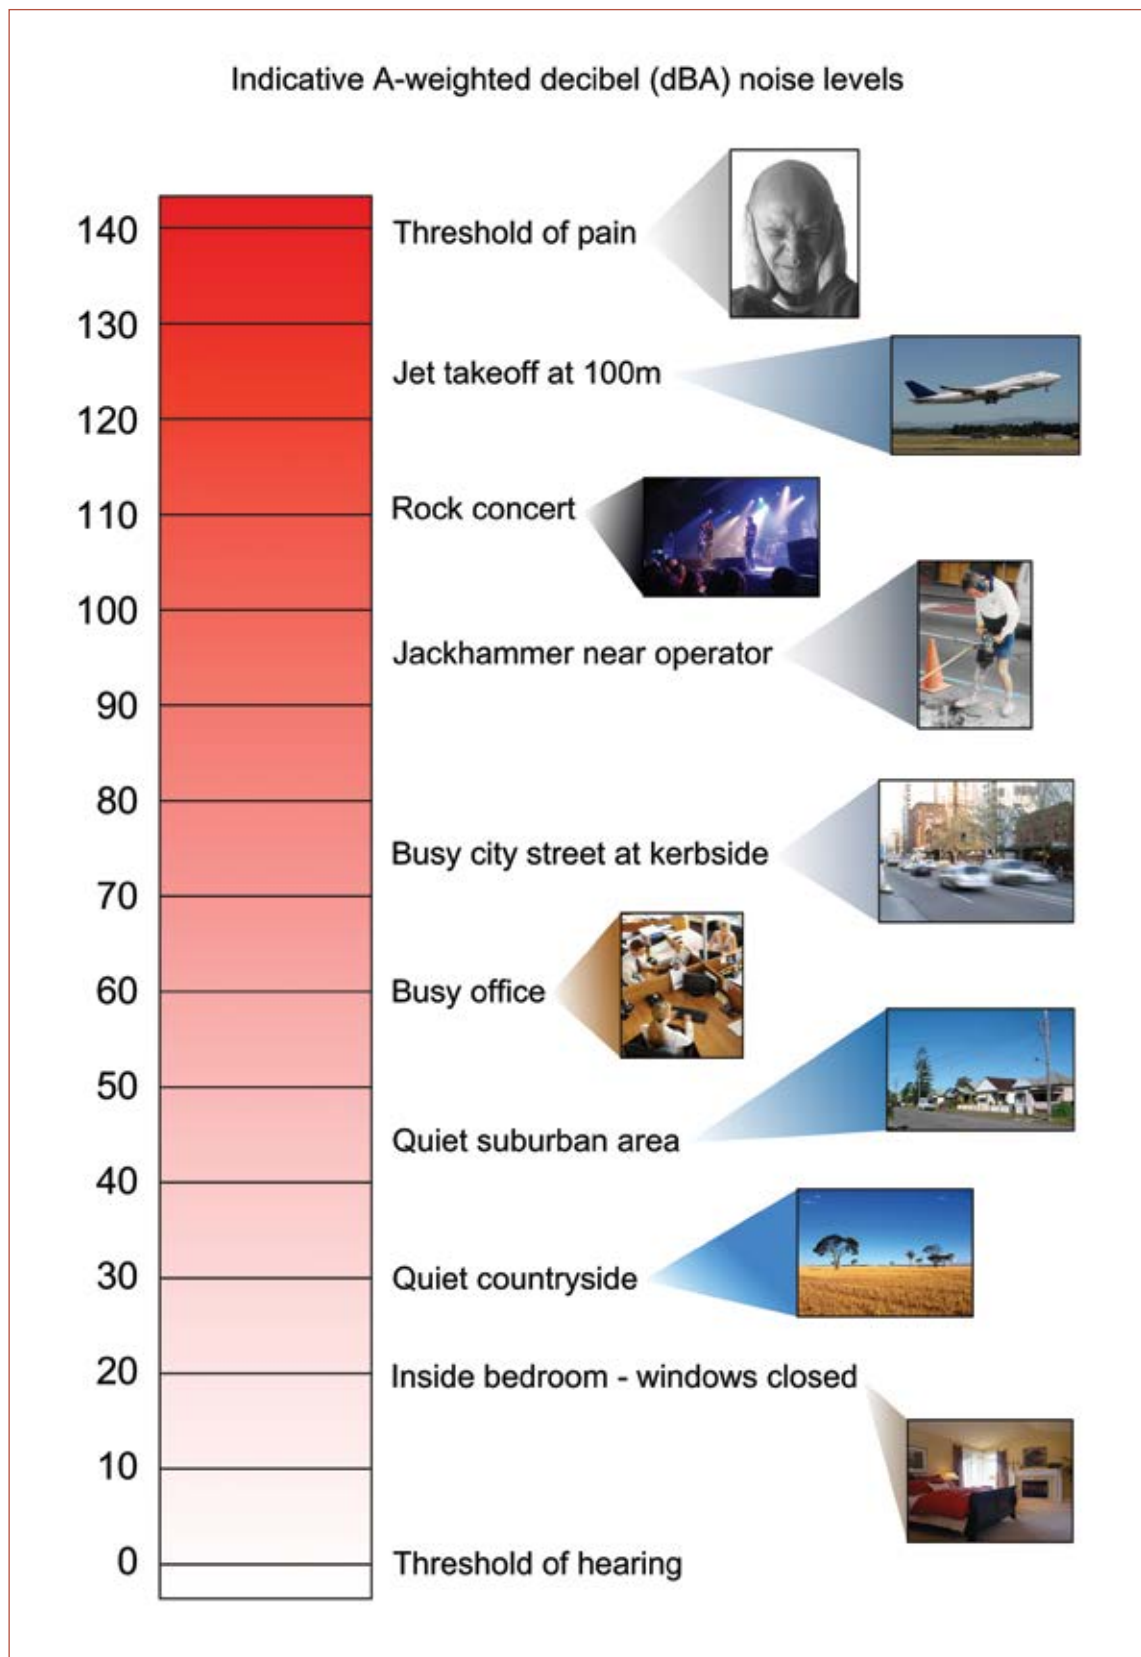 Indicative A-weighted decibel (dBA) noise levels
140 Threshold of pain
130
Jet takeoff at 100m
120
Rock concert
110
100
Jackhammer near operator
90
80
Busy city street at kerbside
70
60 Busy office
50
Quiet suburban area
40
30 Quiet countryside
20 Inside bedroom - windows closed
10
0 Threshold of hearing